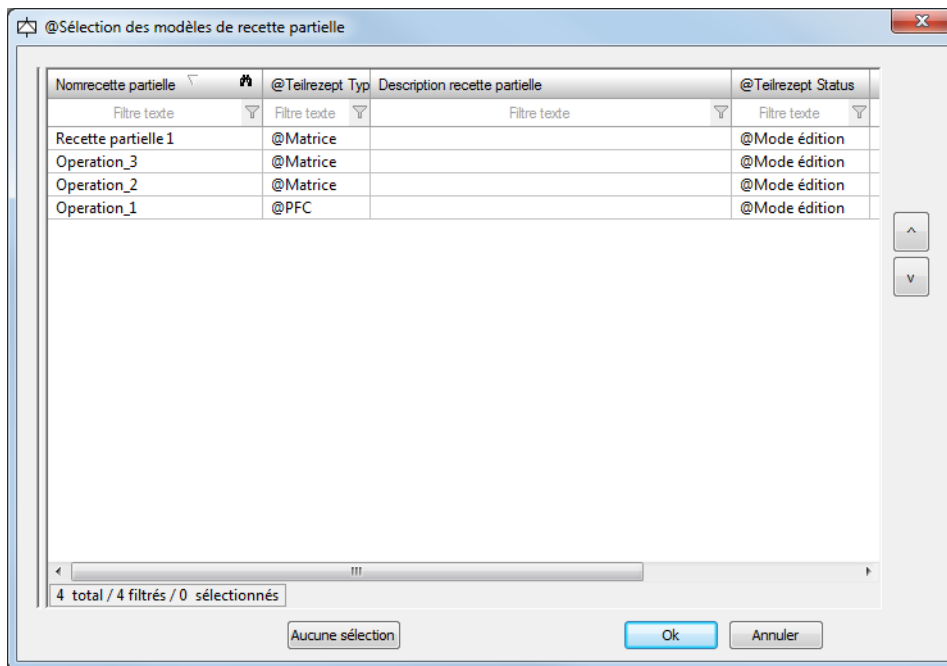 @Sélection des modèles de recette partielle
Nomrecette partielle @Teilrezept Typ Description recette partielle @Teilrezept Status
Filtre texte Filtre texte Filtre texte Filtre texte
Recette partielle 1 @Matrice @Mode édition
Operation_3 @Matrice @Mode édition
Operation_2 @Matrice @Mode édition
Operation_1 @PFC @Mode édition
4 total / 4 filtrés / 0 sélectionnés
Aucune sélection Ok Annuler